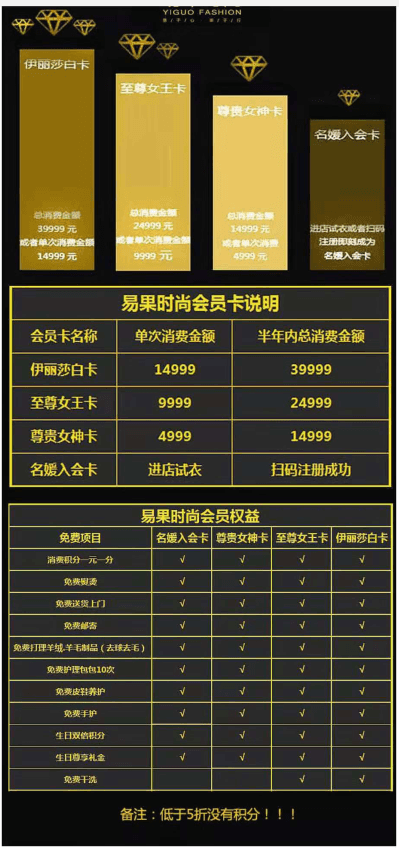 YIGUO FASHION
伊丽莎白卡
总消费金额
39999 元
或者单次消费金额
14999 元
至尊女王卡
总消费金额
24999 元
或者单次消费金额
9999 元
尊贵女神卡
总消费金额
14999 元
或者单次消费
4999 元
名媛入会卡
进店试衣或者扫码
注册即刻成为
名媛入会卡
易果时尚会员卡说明
会员卡名称 单次消费金额 半年内总消费金额
伊丽莎白卡 14999 39999
至尊女王卡 9999 24999
尊贵女神卡 4999 14999
名媛入会卡 进店试衣 扫码注册成功
易果时尚会员权益
免费项目 名媛入会卡 尊贵女神卡 至尊女王卡 伊丽莎白卡
消费积分一元一分 √ √ √ √
免费熨烫 √ √ √ √
免费送货上门 √ √ √ √
免费邮寄 √ √ √ √
免费打理羊绒.羊毛制品（去球去毛） √ √ √ √
免费护理包包10次 √ √ √ √
免费皮鞋养护 √ √ √ √
免费手护 √ √ √ √
生日双倍积分 √ √ √ √
生日尊享礼金 √ √ √ √
免费干洗 √ √
备注：低于5折没有积分！！！